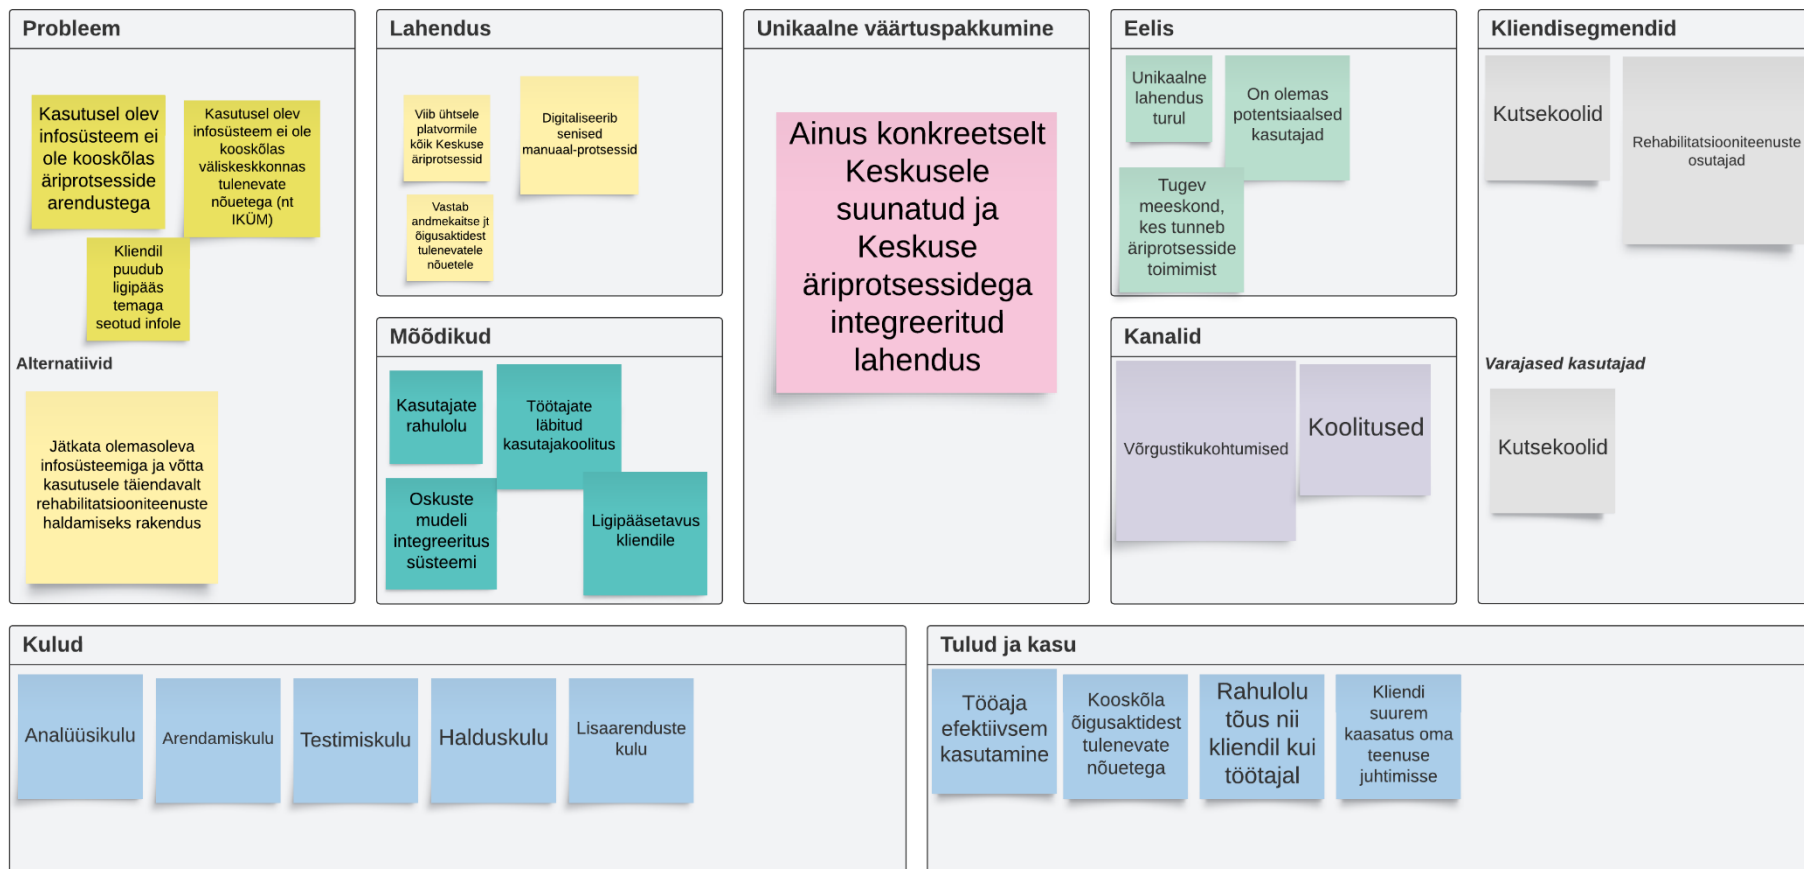 Probleem
Kasutusel olev
infosüsteem ei
ole kooskõlas
äriprotsesside
arendustega
Kasutusel olev
infosüsteem ei ole
kooskõlas
väliskeskkonnas
tulenevate
nõuetega (nt
IKÜM)
Kliendil
puudub
ligipääs
temaga
seotud infole
Alternatiivid
Jätkata olemasoleva
infosüsteemiga ja võtta
kasutusele täiendavalt
rehabilitatsiooniteenuste
haldamiseks rakendus
Lahendus
Viib ühtsele
platvormile
kõik Keskuse
äriprotsessid
Digitaliseerib
senised
manuaal-protsessid
Vastab
andmekaitse jt
õigusaktidest
tulenevatele
nõuetele
Mõõdikud
Kasutajate
rahulolu
Töötajate
läbitud
kasutajakoolitus
Oskuste
mudeli
integreeritus
süsteemi
Ligipääsetavus
kliendile
Unikaalne väärtuspakkumine
Ainus konkreetselt
Keskusele
suunatud ja
Keskuse
äriprotsessidega
integreeritud
lahendus
Eelis
Unikaalne
lahendus
turul
On olemas
potentsiaalsed
kasutajad
Tugev
meeskond,
kes tunneb
äriprotsesside
toimimist
Kanalid
Võrgustikukohtumised
Koolitused
Kliendisegmendid
Kutsekoolid
Rehabilitatsiooniteenuste
osutajad
Varajased kasutajad
Kutsekoolid
Kulud
Analüüsikulu
Arendamiskulu
Testimiskulu
Halduskulu
Lisaarenduste
kulu
Tulud ja kasu
Tööaja
efektiivsem
kasutamine
Kooskõla
õigusaktidest
tulenevate
nõuetega
Rahulolu
tõus nii
kliendil kui
töötajal
Kliendi
suurem
kaasatus oma
teenuse
juhtimisse